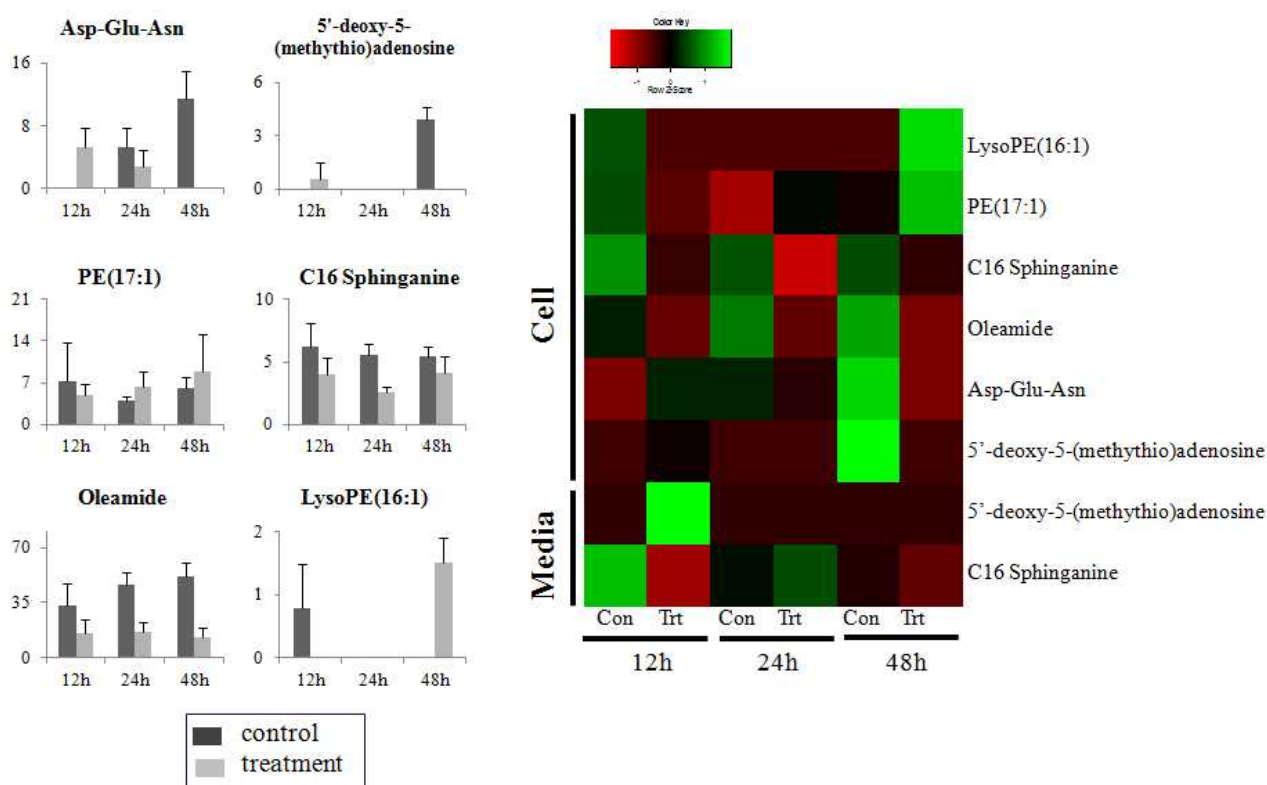 Asp-Glu-Asn
16
8
0
12h 24h 48h
5'-deoxy-5-
(methythio)adenosine
6
3
0
12h 24h 48h
PE(17:1)
21
14
7
0
12h 24h 48h
C16 Sphinganine
10
5
0
12h 24h 48h
Oleamide
70
35
0
12h 24h 48h
LysoPE(16:1)
2
1
0
12h 24h 48h
control
treatment
Color Key
-1 0 1
Row Z-Score
Cell
Media
LysoPE(16:1)
PE(17:1)
C16 Sphinganine
Oleamide
Asp-Glu-Asn
5'-deoxy-5-(methythio)adenosine
5'-deoxy-5-(methythio)adenosine
C16 Sphinganine
Con Trt Con Trt Con Trt
12h 24h 48h